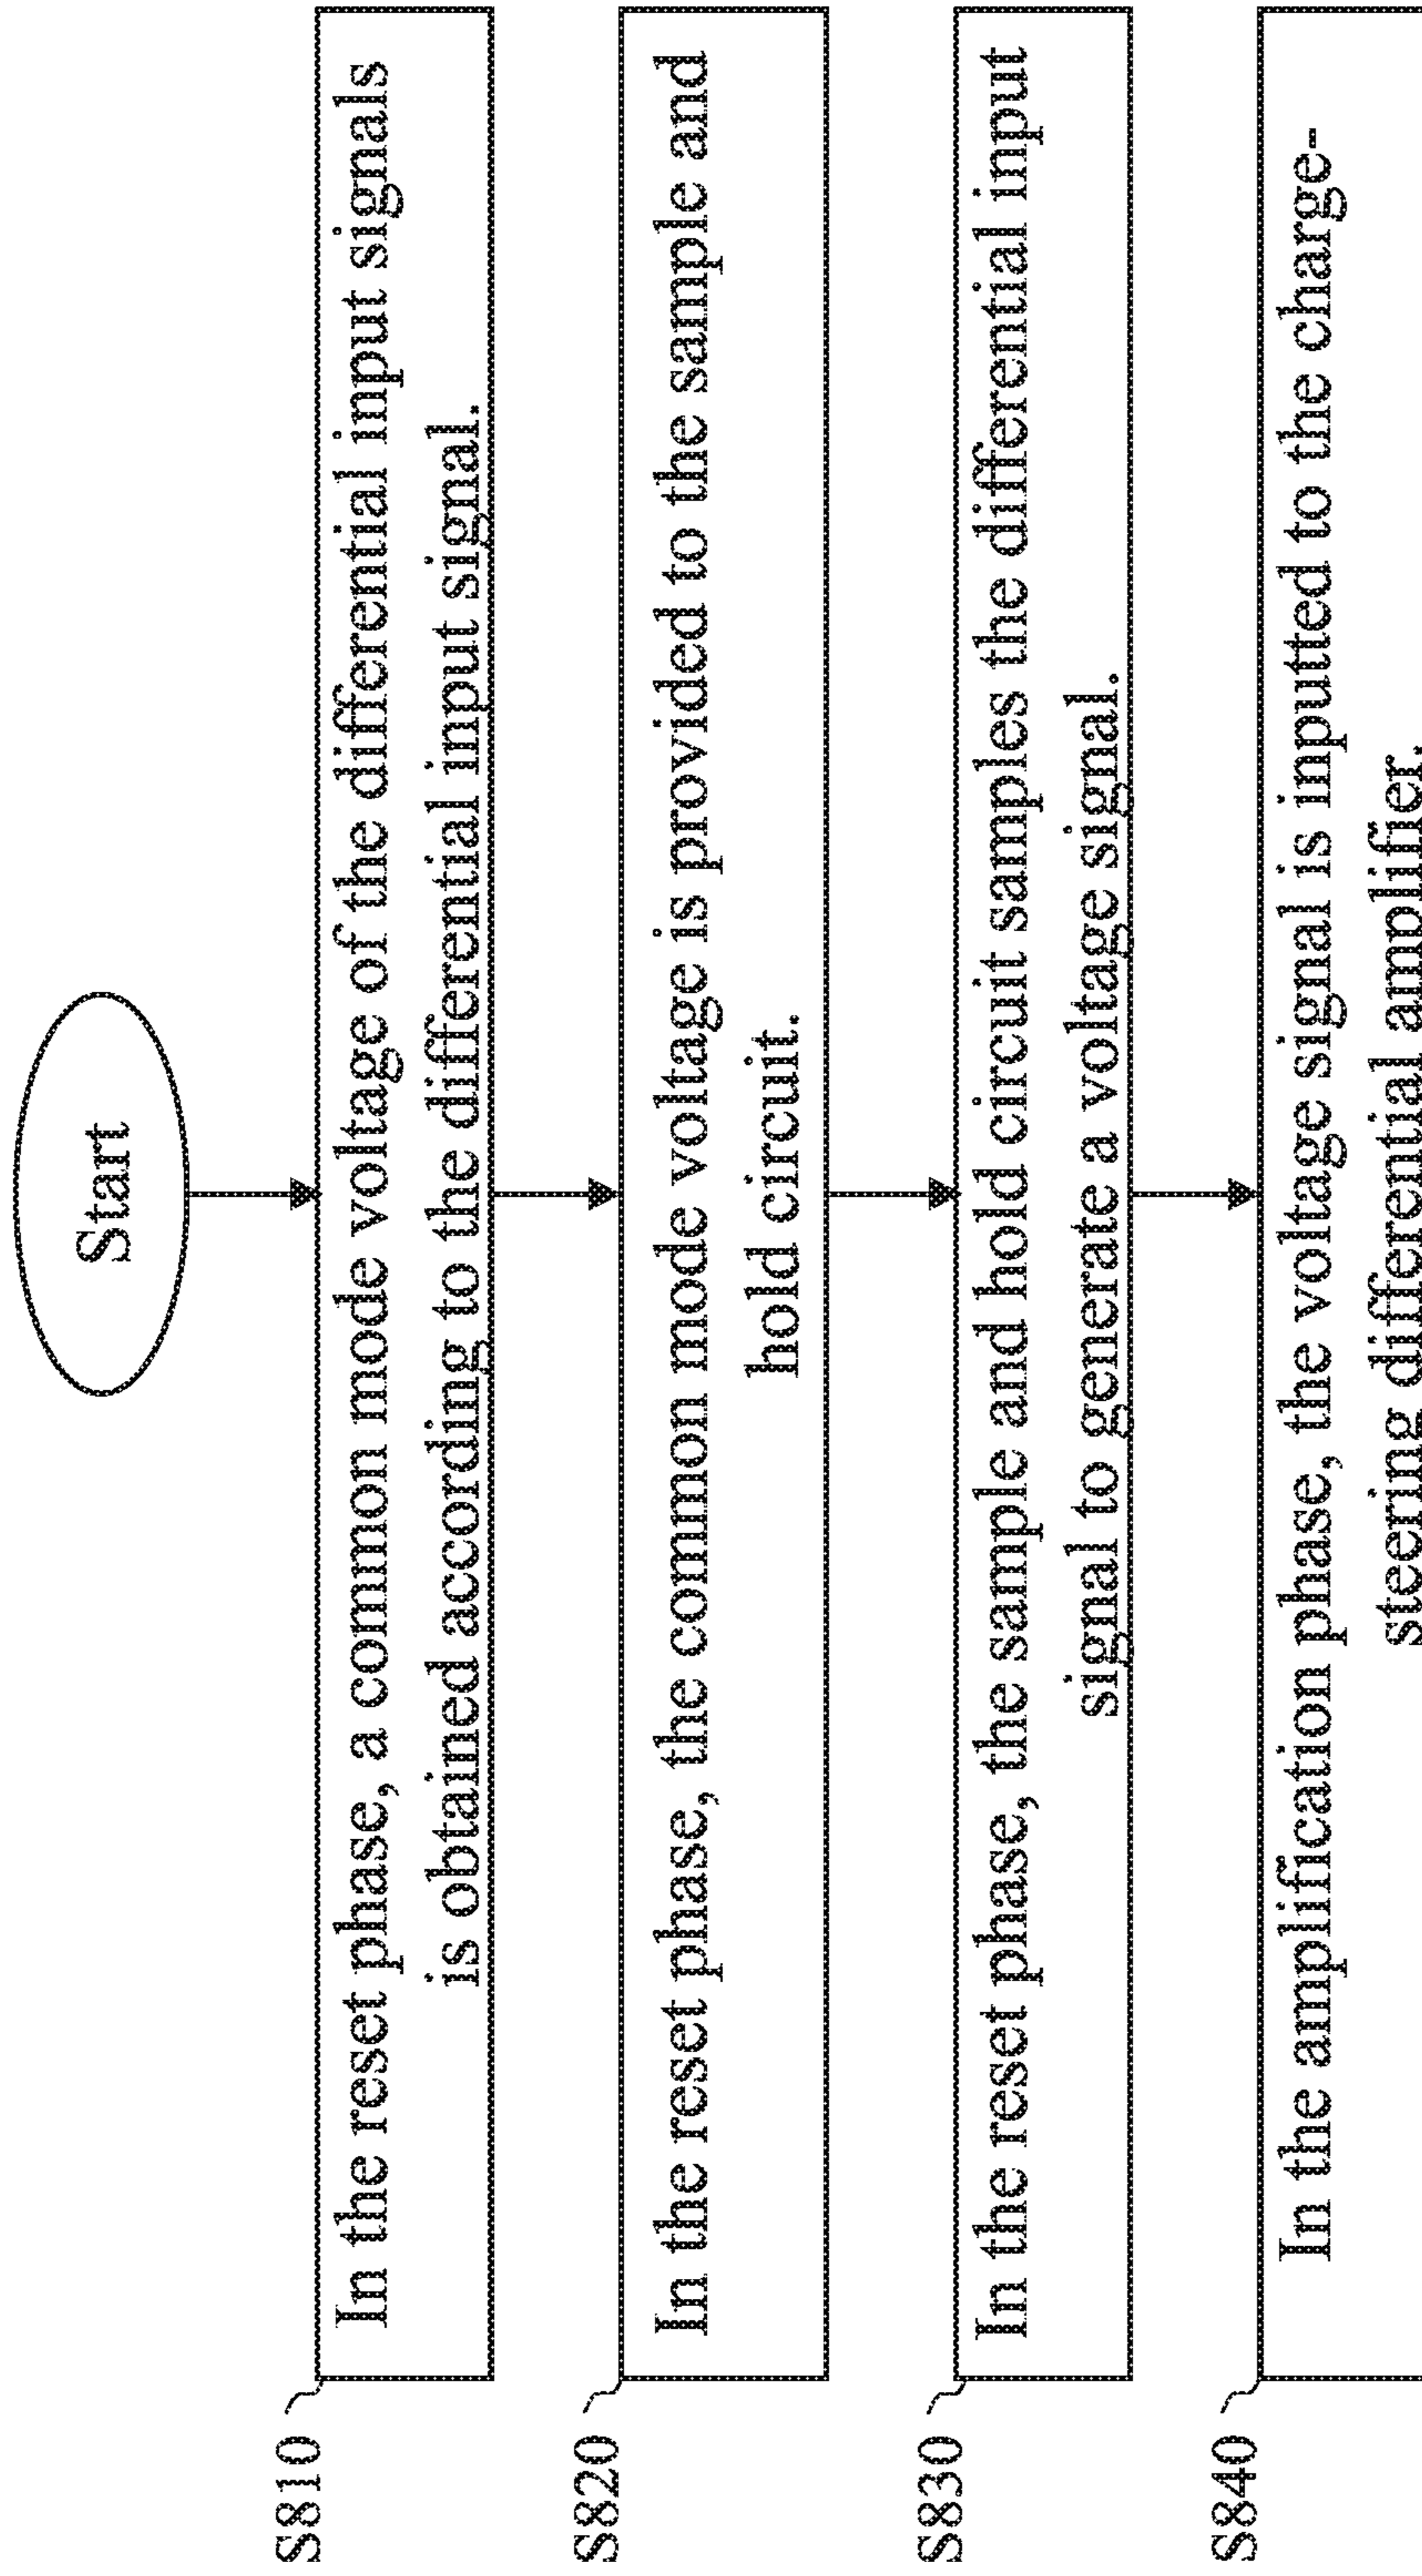 Start
S810
In the reset phase, a common mode voltage of the differential input signals
is obtained according to the differential input signal.
S820
In the reset phase, the common mode voltage is provided to the sample and
hold circuit.
S830
In the reset phase, the sample and hold circuit samples the differential input
signal to generate a voltage signal.
S840
In the amplification phase, the voltage signal is inputted to the charge-
steering differential amplifier.